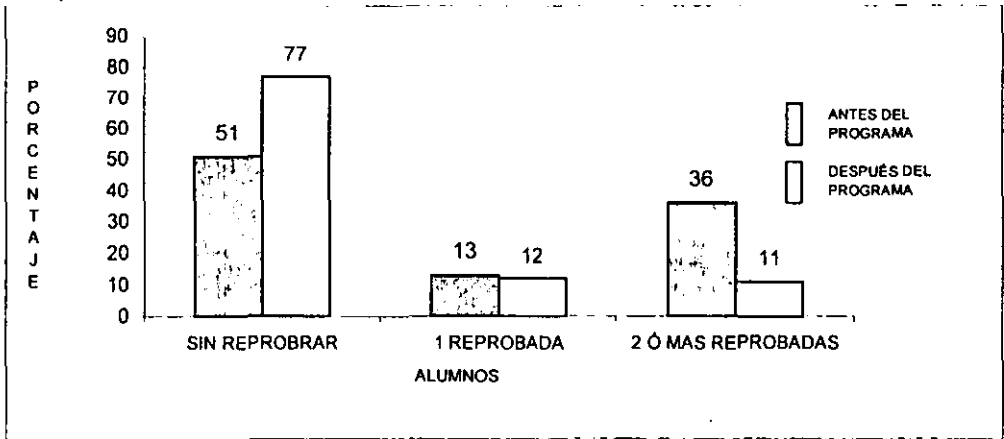 PORCENTAJE
90
80
70
60
50
40
30
20
10
0
51
77
13
12
36
11
SIN REPROBRAR
1 REPROBADA
2 Ó MAS REPROBADAS
ALUMNOS
ANTES DEL
PROGRAMA
DESPUÉS DEL
PROGRAMA